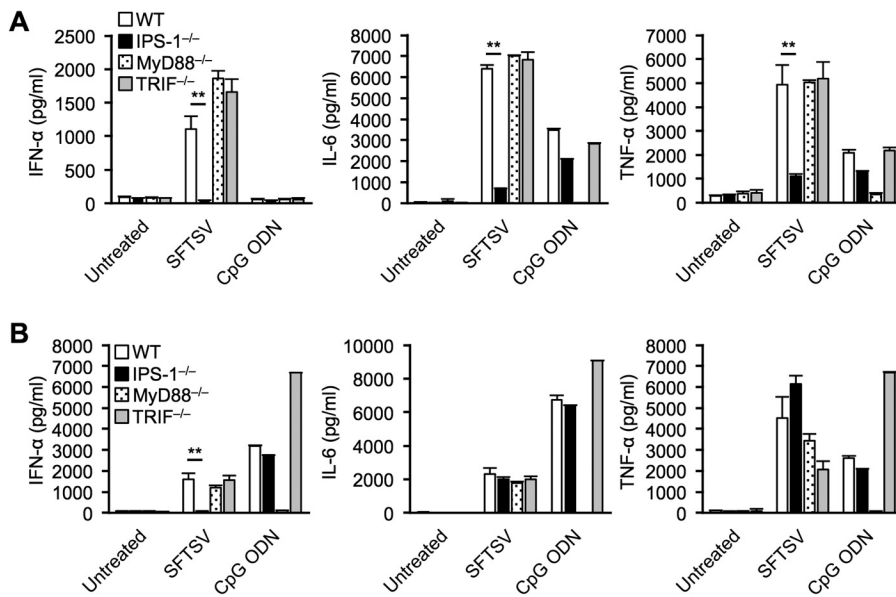 A
WT
IPS-1–/–
MyD88–/–
TRIF–/–
IFN-α (pg/ml)
2500
2000
1500
1000
500
0
**
Untreated
SFTSV
CpG ODN
IL-6 (pg/ml)
8000
7000
6000
5000
4000
3000
2000
1000
0
**
Untreated
SFTSV
CpG ODN
TNF-α (pg/ml)
7000
6000
5000
4000
3000
2000
1000
0
**
Untreated
SFTSV
CpG ODN
B
WT
IPS-1–/–
MyD88–/–
TRIF–/–
IFN-α (pg/ml)
8000
7000
6000
5000
4000
3000
2000
1000
0
**
Untreated
SFTSV
CpG ODN
IL-6 (pg/ml)
10000
8000
6000
4000
2000
0
Untreated
SFTSV
CpG ODN
TNF-α (pg/ml)
8000
7000
6000
5000
4000
3000
2000
1000
0
Untreated
SFTSV
CpG ODN